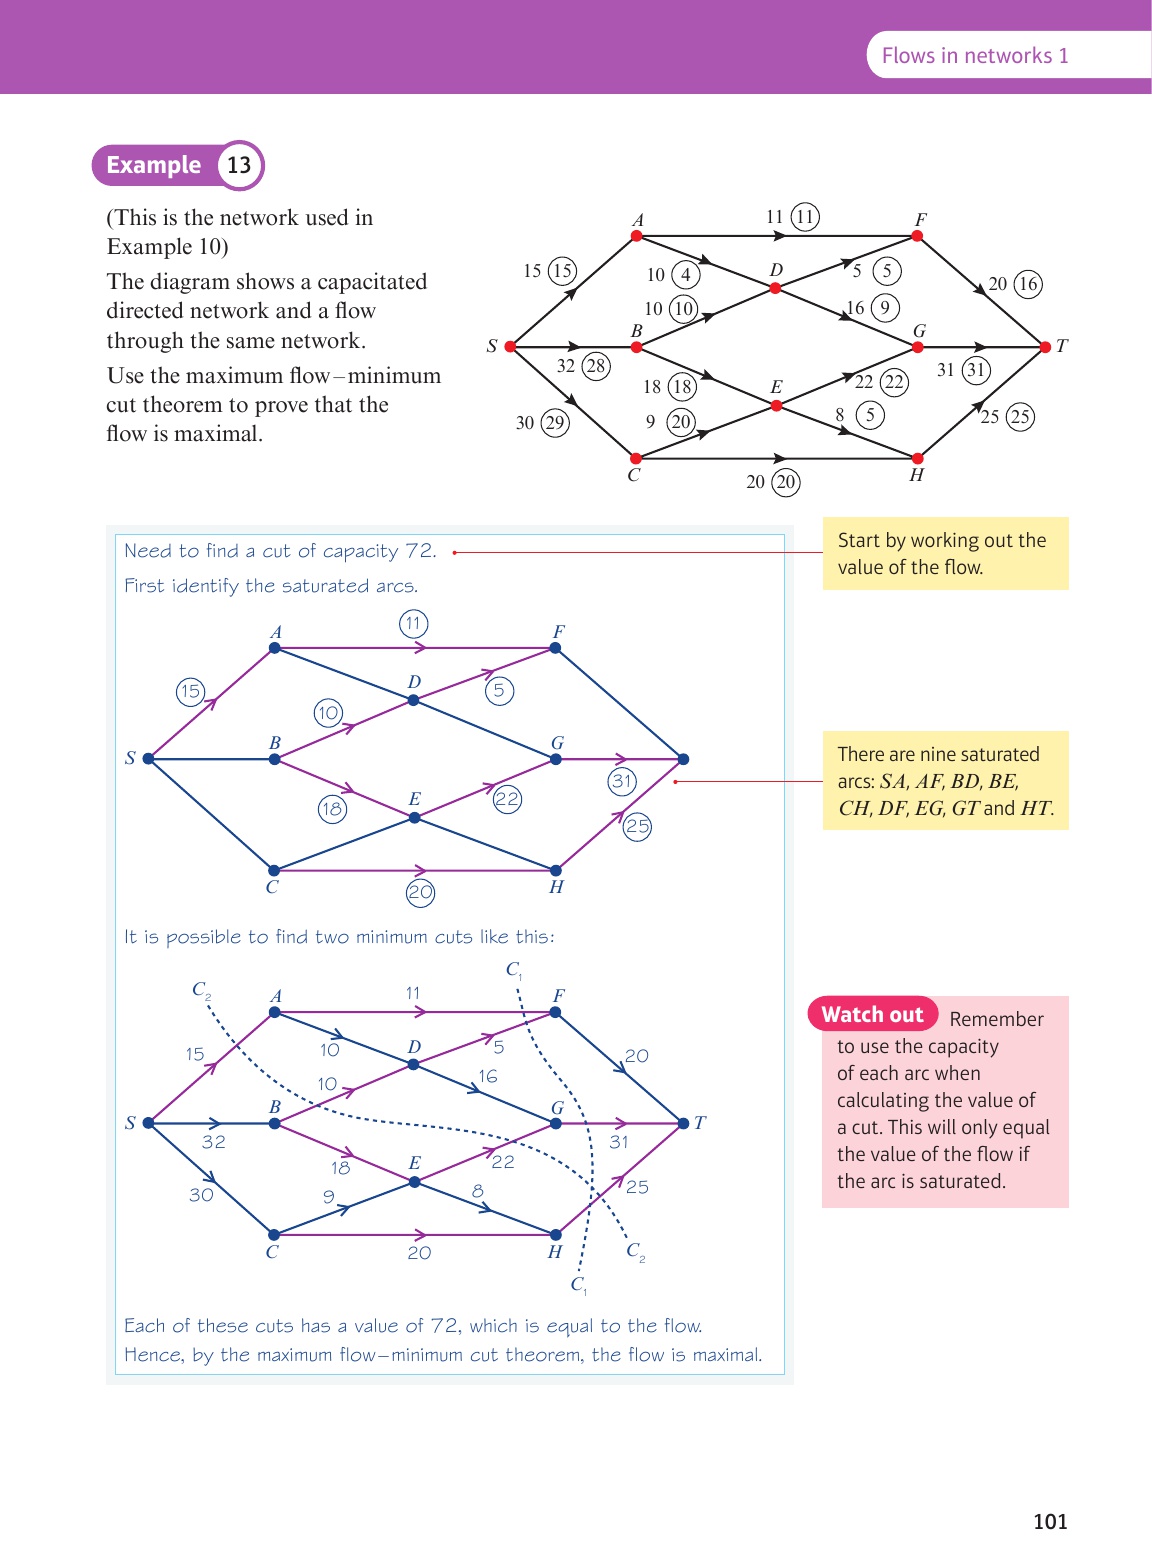 Flows in networks 1
Example 13
(This is the network used in
Example 10)
The diagram shows a capacitated
directed network and a flow
through the same network.
Use the maximum flow–minimum
cut theorem to prove that the
flow is maximal.
11 11
A
F
15 15
10 4
D
5 5
20 16
10 10
16 9
S
B
G
T
32 28
18 18
E
22 22
31 31
30 29
9 20
8 5
25 25
C
20 20
H
Need to find a cut of capacity 72.
Start by working out the
value of the flow.
First identify the saturated arcs.
11
A
F
15
D
5
10
S
B
G
18
E
22
31
25
C
20
H
There are nine saturated
arcs: SA, AF, BD, BE,
CH, DF, EG, GT and HT.
It is possible to find two minimum cuts like this:
C1
C2
A
11
F
15
10
D
5
20
10
16
S
B
G
T
32
18
E
22
31
30
9
8
25
C
20
H
C2
C1
Watch out Remember
to use the capacity
of each arc when
calculating the value of
a cut. This will only equal
the value of the flow if
the arc is saturated.
Each of these cuts has a value of 72, which is equal to the flow.
Hence, by the maximum flow–minimum cut theorem, the flow is maximal.
101